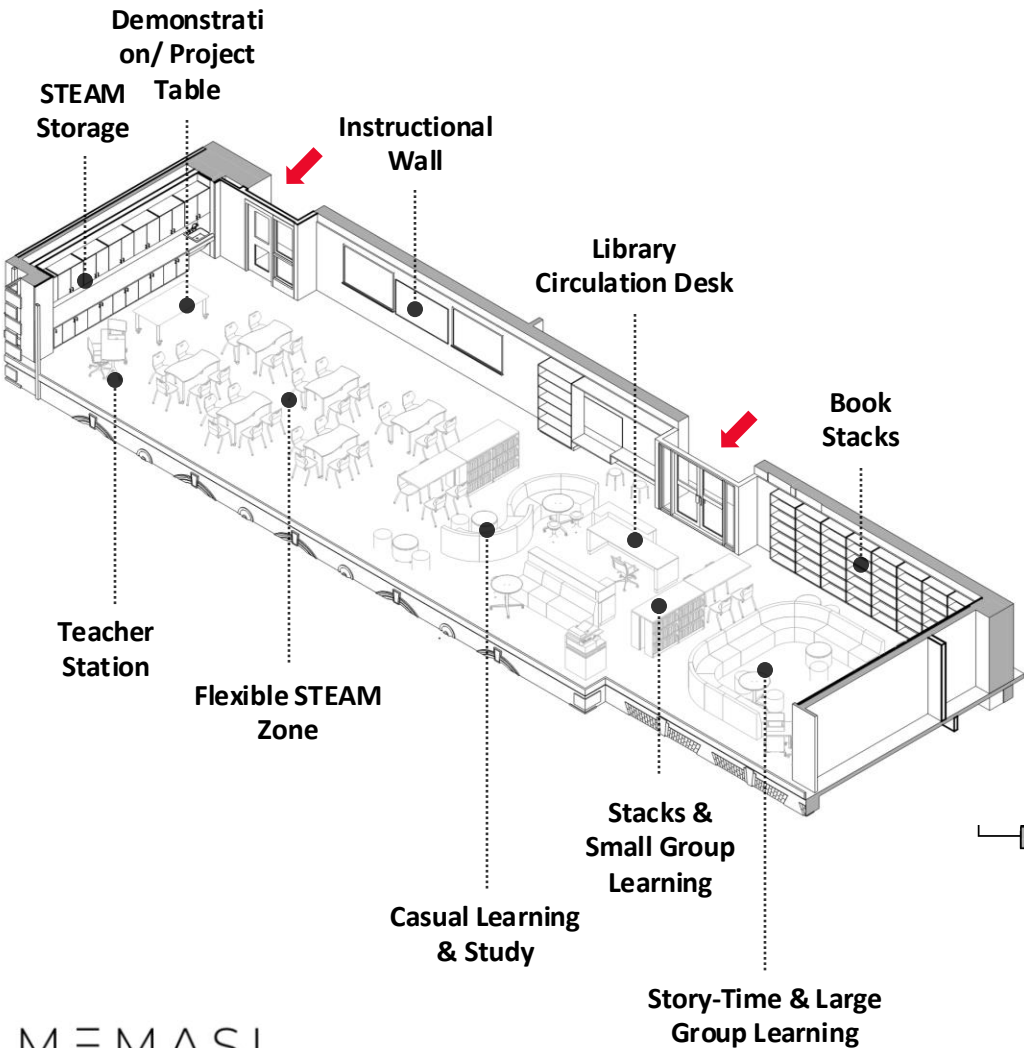 Demonstrati
on/ Project
Table
STEAM
Storage
Instructional
Wall
Library
Circulation Desk
Book
Stacks
Teacher
Station
Flexible STEAM
Zone
Stacks &
Small Group
Learning
Casual Learning
& Study
Story-Time & Large
Group Learning
MEMASI